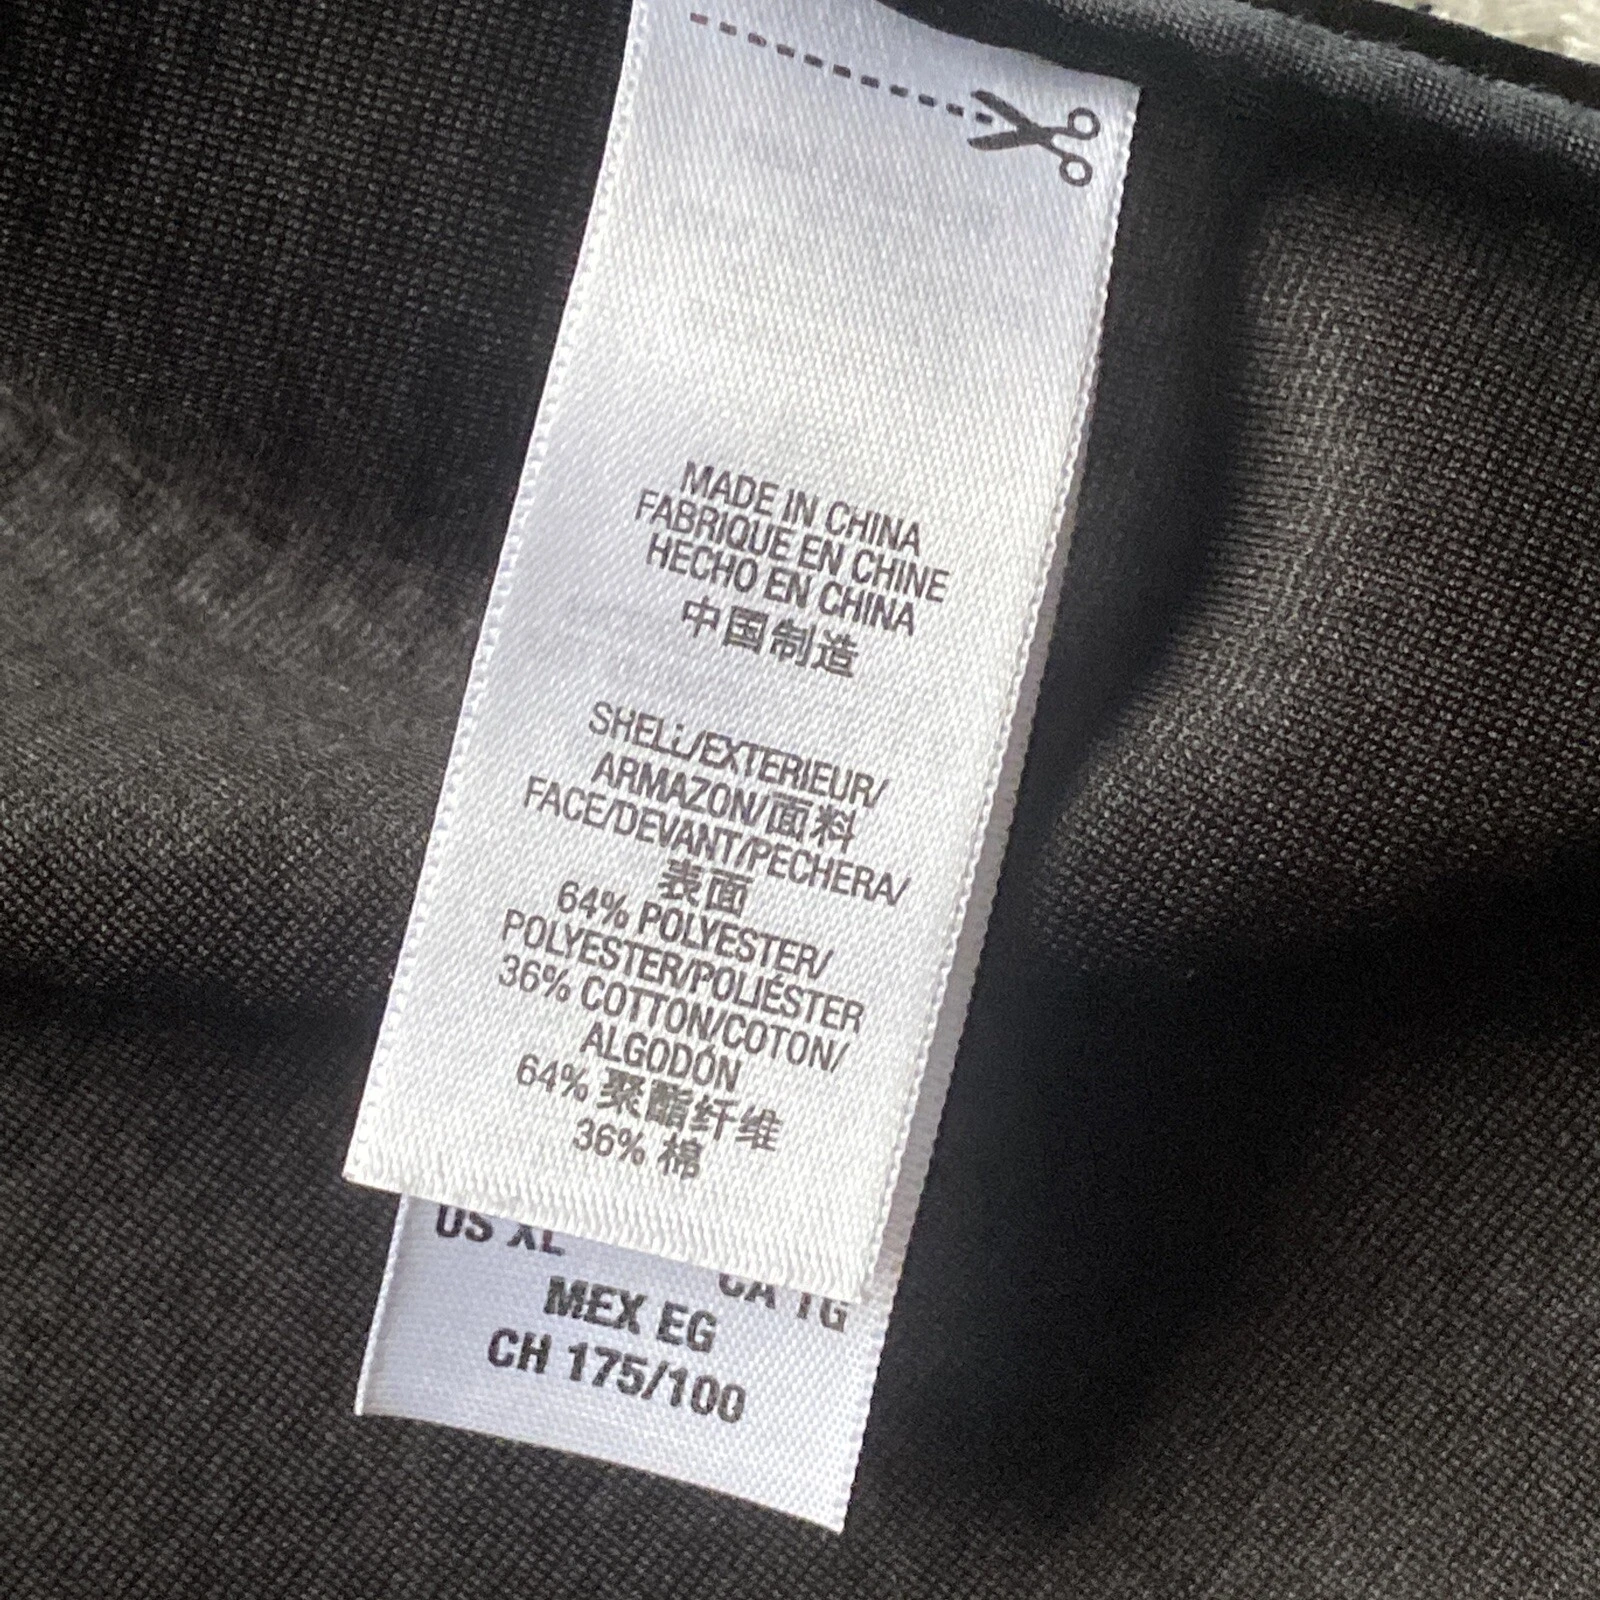 MADE IN CHINA
FABRIQUE EN CHINE
HECHO EN CHINA
中国制造
SHELL/EXTERIEUR/
ARMAZON/面料
FACE/DEVANT/PECHERA/
表面
64% POLYESTER/
POLYESTER/POLIÉSTER
36% COTTON/COTON/
ALGODÓN
64% 聚酯纤维
36% 棉
US XL
CA TG
MEX EG
CH 175/100